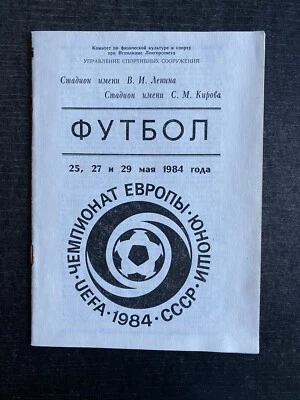 Комитет по физической культуре и спорту
при Исполкоме Ленгорсовета
УПРАВЛЕНИЕ СПОРТИВНЫХ СООРУЖЕНИЙ
Стадион имени В. И. Ленина
Стадион имени С. М. Кирова
ФУТБОЛ
25, 27 и 29 мая 1984 года
·ЧЕМПИОНАТ ЕВРОПЫ·ЮНОШИ·
UEFA·1984·СССР